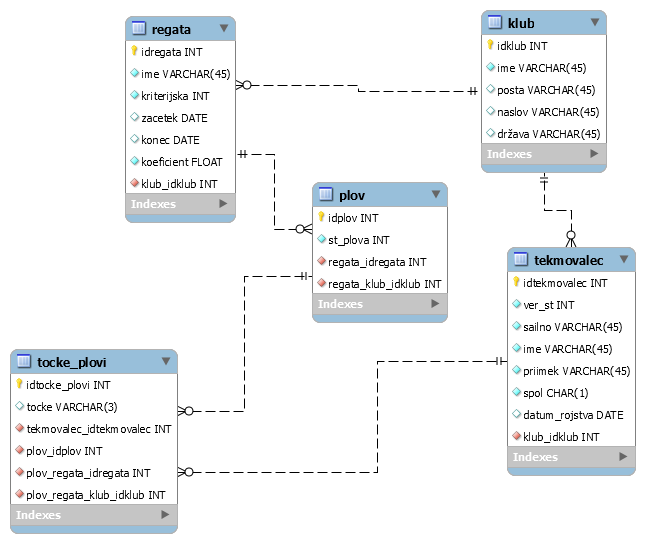 regata
idregata INT
ime VARCHAR(45)
kriterijska INT
zacetek DATE
konec DATE
koeficient FLOAT
klub_idklub INT
Indexes
klub
idklub INT
ime VARCHAR(45)
posta VARCHAR(45)
naslov VARCHAR(45)
država VARCHAR(45)
Indexes
plov
idplov INT
st_plova INT
regata_idregata INT
regata_klub_idklub INT
Indexes
tekmovalec
idtekmovalec INT
ver_st INT
sailno VARCHAR(45)
ime VARCHAR(45)
priimek VARCHAR(45)
spol CHAR(1)
datum_rojstva DATE
klub_idklub INT
Indexes
tocke_plovi
idtocke_plovi INT
tocke VARCHAR(3)
tekmovalec_idtekmovalec INT
plov_idplov INT
plov_regata_idregata INT
plov_regata_klub_idklub INT
Indexes